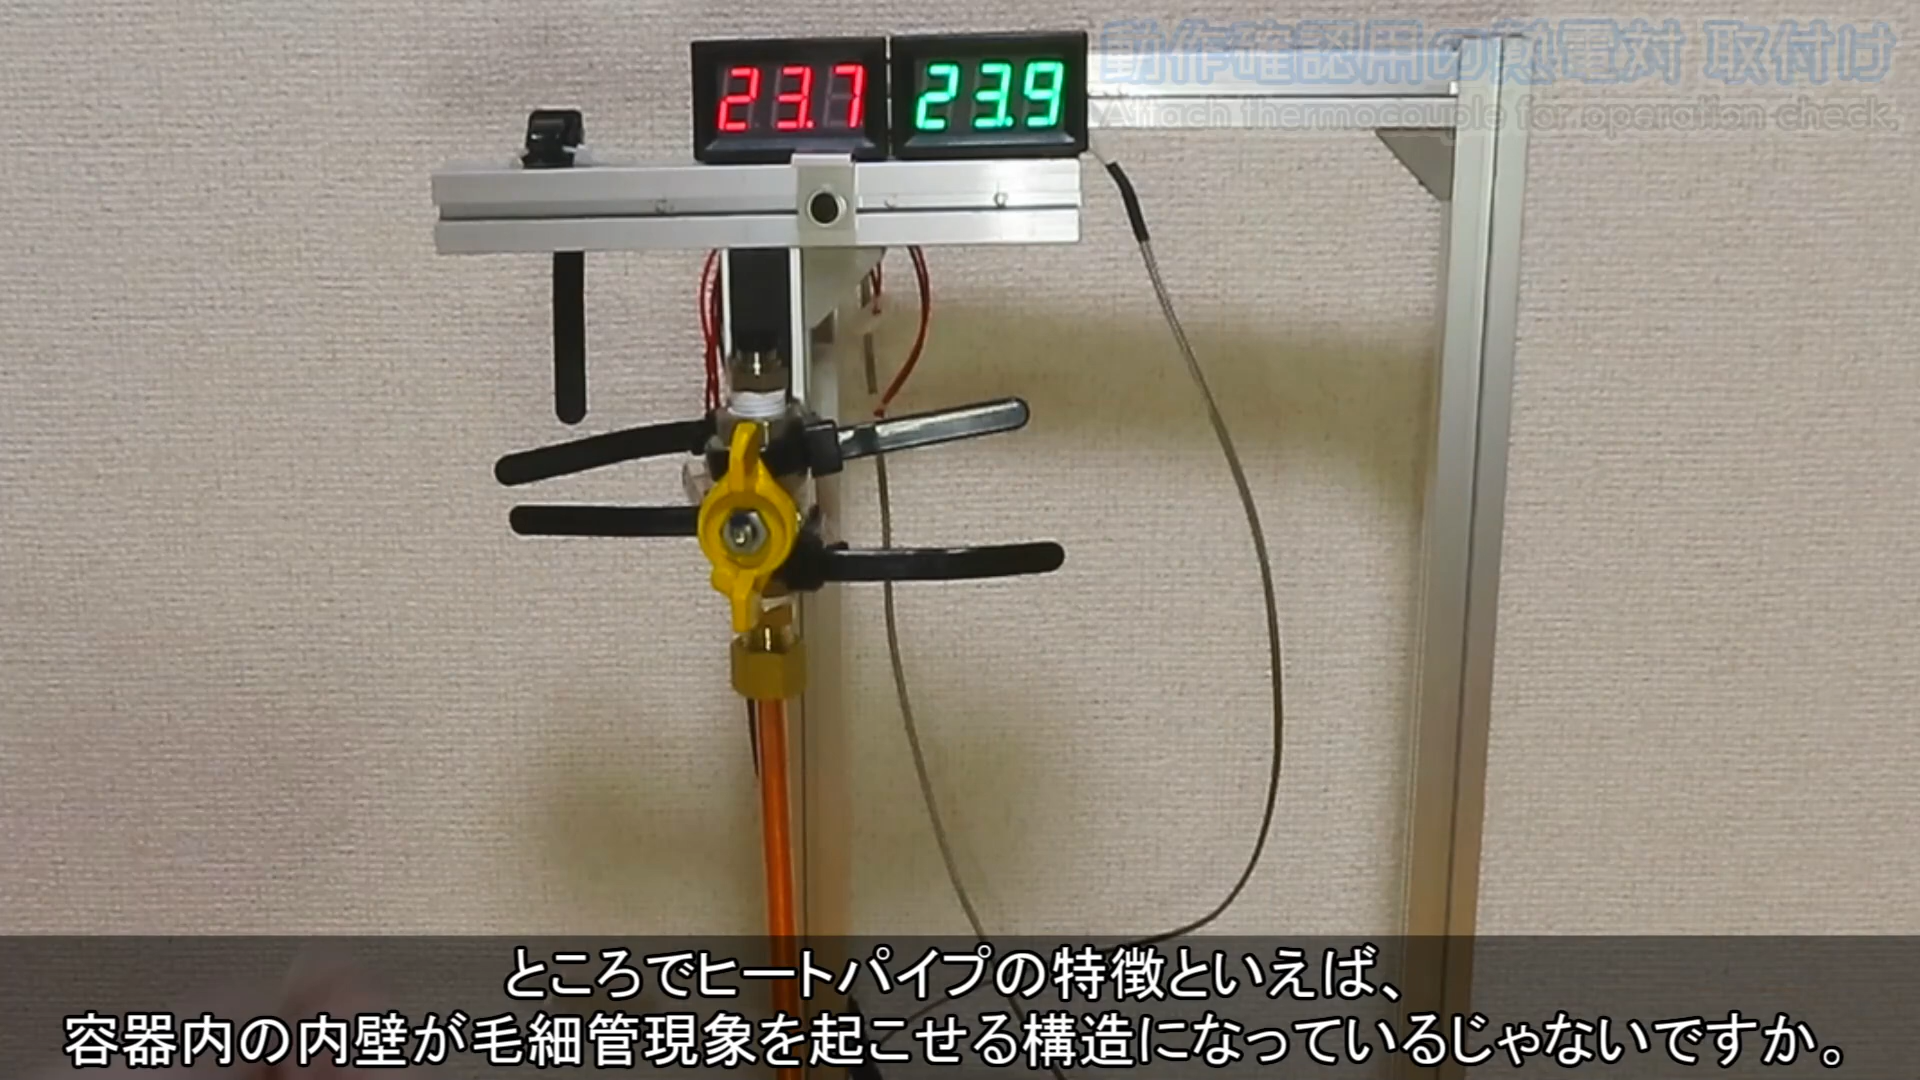 動作確認用の熱電対 取付け
Attach thermocouple for operation check.
23.7
23.9
ところでヒートパイプの特徴といえば、
容器内の内壁が毛細管現象を起こせる構造になっているじゃないですか。